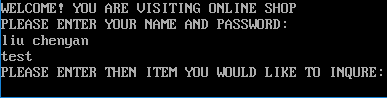 WELCOME! YOU ARE VISITING ONLINE SHOP
PLEASE ENTER YOUR NAME AND PASSWORD:
liu chenyan
test
PLEASE ENTER THEN ITEM YOU WOULD LIKE TO INQURE: